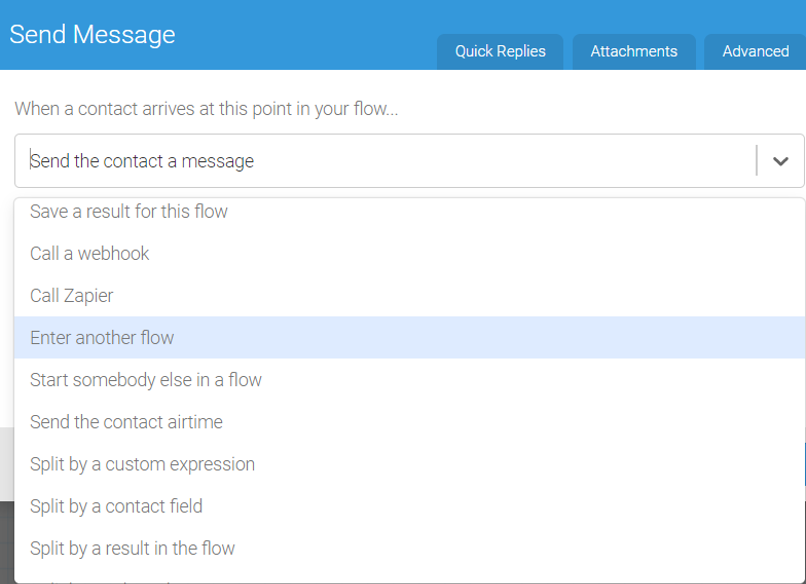 Send Message
Quick Replies Attachments Advanced
When a contact arrives at this point in your flow...
Send the contact a message
Save a result for this flow
Call a webhook
Call Zapier
Enter another flow
Start somebody else in a flow
Send the contact airtime
Split by a custom expression
Split by a contact field
Split by a result in the flow